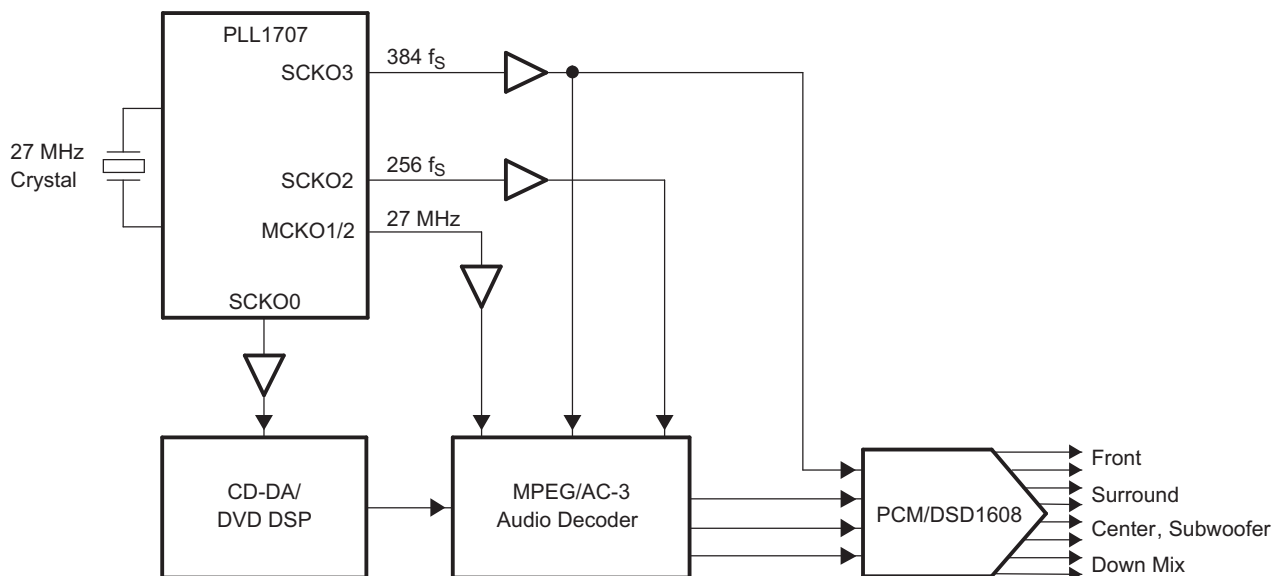 PLL1707
SCKO3
384 fS
27 MHz
Crystal
SCKO2
256 fS
MCKO1/2
27 MHz
SCKO0
CD-DA/
DVD DSP
MPEG/AC-3
Audio Decoder
PCM/DSD1608
Front
Surround
Center, Subwoofer
Down Mix